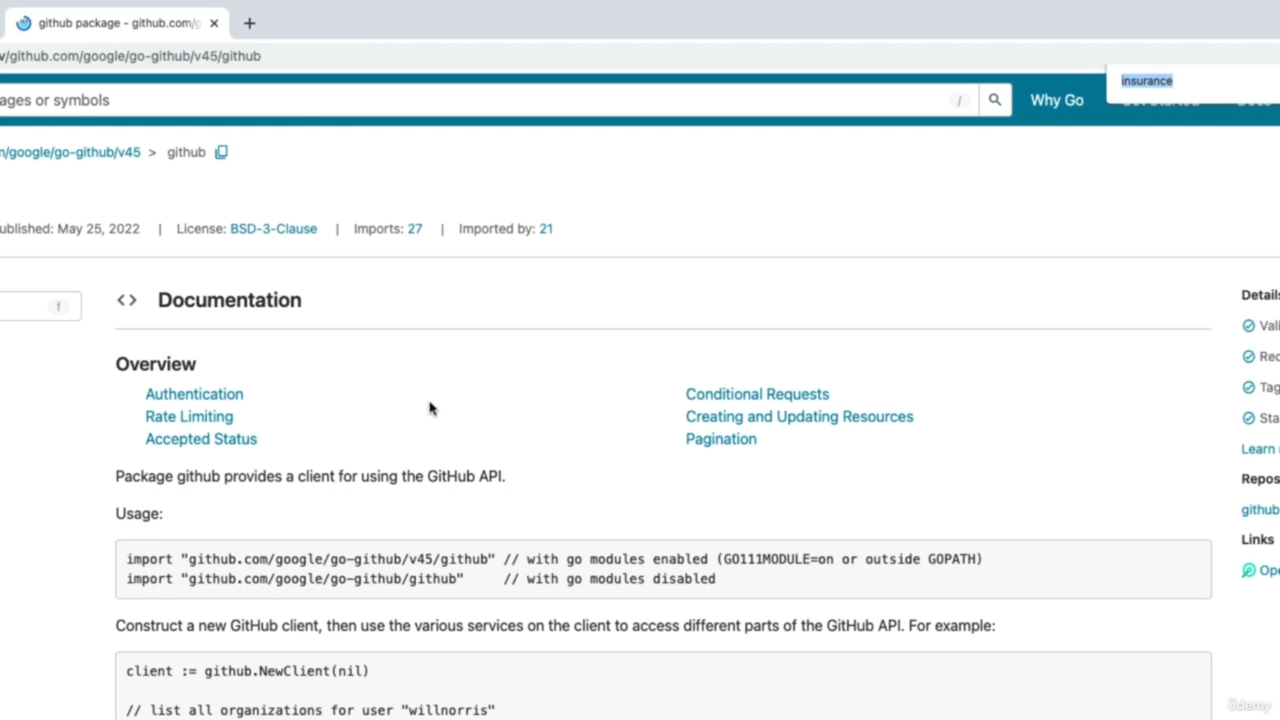 github package - github.com/g
v/github.com/google/go-github/v45/github
insurance
ages or symbols
/
Why Go
m/google/go-github/v45 > github
ublished: May 25, 2022 | License: BSD-3-Clause | Imports: 27 | Imported by: 21
f
Documentation
Details
Overview
Vali
Authentication
Conditional Requests
Rec
Rate Limiting
Creating and Updating Resources
Tag
Accepted Status
Pagination
Sta
Learn
Package github provides a client for using the GitHub API.
Repos
Usage:
github
import "github.com/google/go-github/v45/github" // with go modules enabled (GO111MODULE=on or outside GOPATH)
import "github.com/google/go-github/github"     // with go modules disabled
Links
Ope
Construct a new GitHub client, then use the various services on the client to access different parts of the GitHub API. For example:
client := github.NewClient(nil)
// list all organizations for user "willnorris"
Udemy